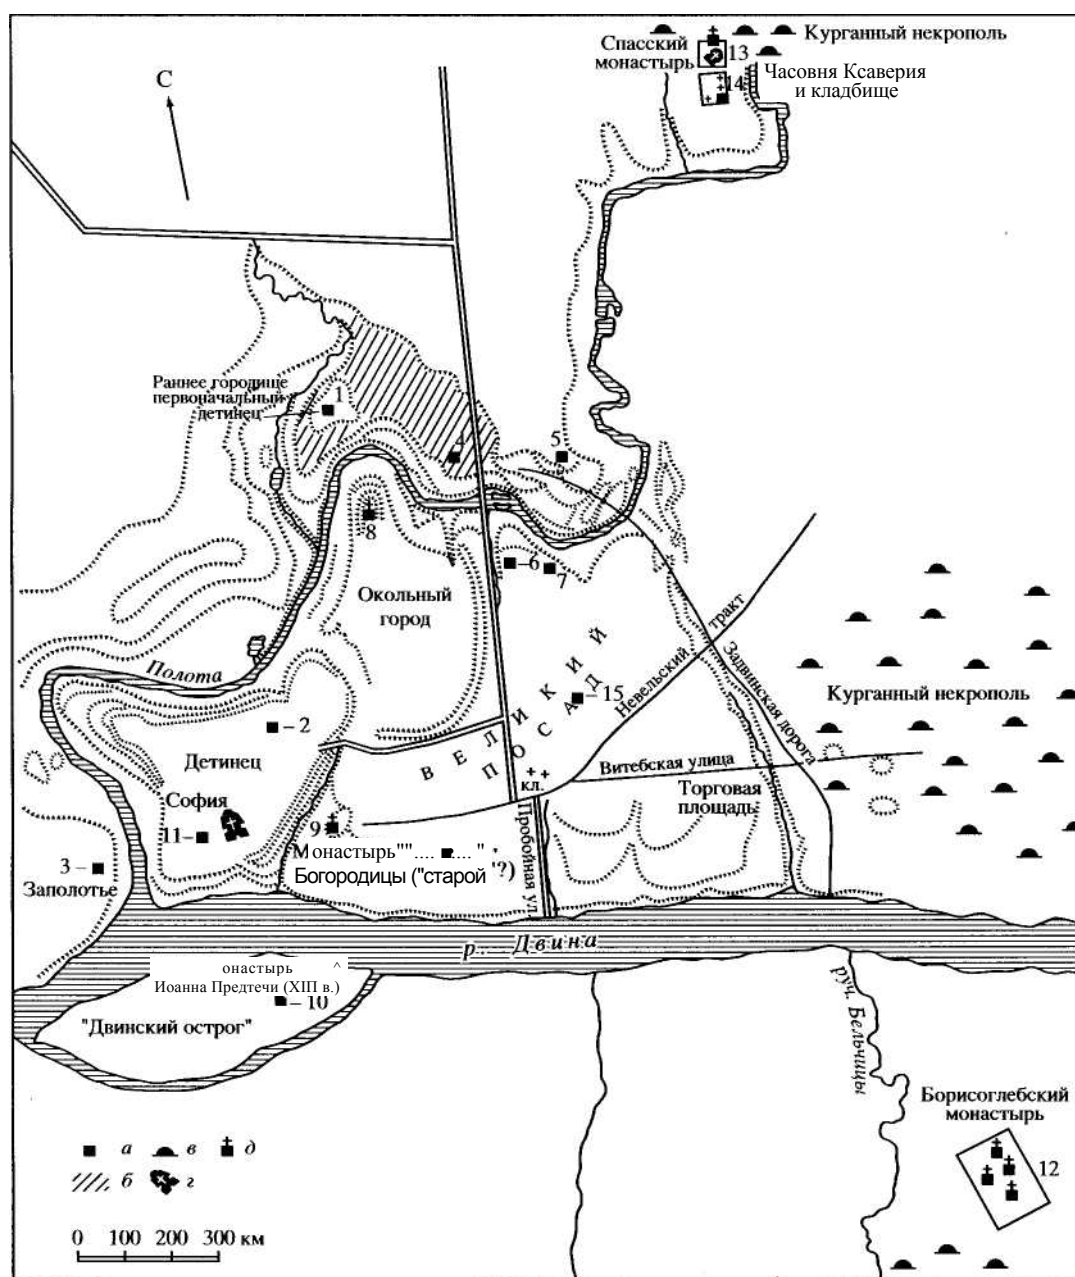 Курганный некрополь
Спасский
монастырь
13
14
Часовня Ксаверия
и кладбище
С
Раннее городище
первоначальный
детинец
1
4
5
8
6
7
Окольный
город
Полота
2
Детинец
София
11
3
Заполотье
ВЕЛИКИЙ
ПОСАД
15
Невельский тракт
Задвинская дорога
Курганный некрополь
Витебская улица
Торговая
площадь
кл.
Пробойная ул.
9
Монастырь"".... ■.... "
Богородицы ("старой '?)
р. Двина
онастырь ^
Иоанна Предтечи (XIII в.)
10
"Двинский острог"
руч. Бельчицы
Борисоглебский
монастырь
12
а в д
б г
0 100 200 300 км